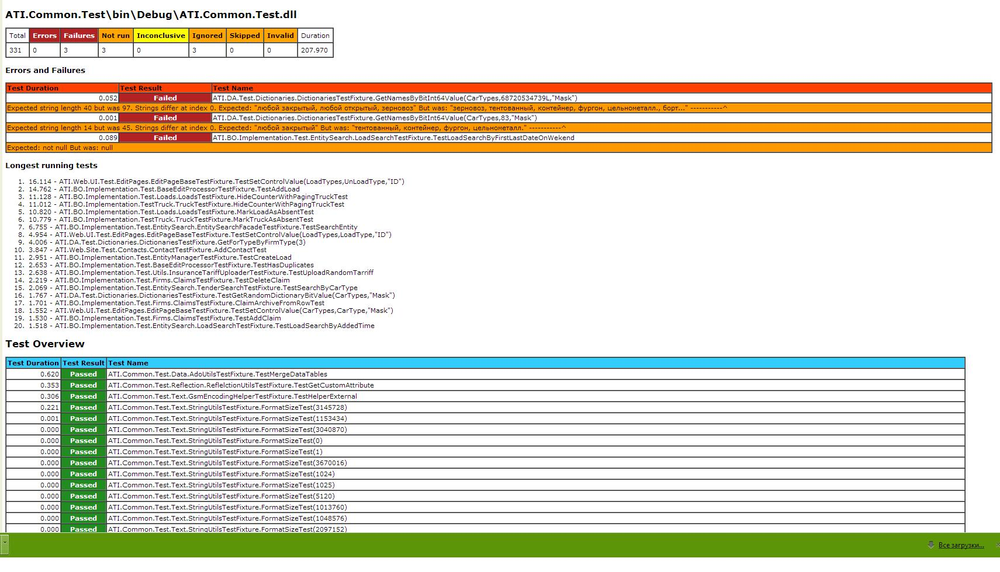 ATI.Common.Test\bin\Debug\ATI.Common.Test.dll
Total Errors Failures Not run Inconclusive Ignored Skipped Invalid Duration
331 0 3 3 0 3 0 0 207.970
Errors and Failures
Test Duration Test Result Test Name
0.052 Failed ATI.DA.Test.Dictionaries.DictionariesTestFixture.GetNamesByBitInt64Value(CarTypes,68720534739L,"Mask")
Expected string length 40 but was 97. Strings differ at index 0. Expected: "любой закрытый, любой открытый, зерновоз" But was: "зерновоз, тентованный, контейнер, фургон, цельнометалл., борт..." -----------^
0.001 Failed ATI.DA.Test.Dictionaries.DictionariesTestFixture.GetNamesByBitInt64Value(CarTypes,83,"Mask")
Expected string length 14 but was 45. Strings differ at index 0. Expected: "любой закрытый" But was: "тентованный, контейнер, фургон, цельнометалл." -----------^
0.089 Failed ATI.BO.Implementation.Test.EntitySearch.LoadSearchTestFixture.TestLoadSearchByFirstLastDateOnWekend
Expected: not null But was: null
Longest running tests
1. 16.114 - ATI.Web.UI.Test.EditPages.EditPageBaseTestFixture.TestSetControlValue(LoadTypes,UnLoadType,"ID")
2. 14.762 - ATI.BO.Implementation.Test.BaseEditProcessorTestFixture.TestAddLoad
3. 11.128 - ATI.BO.Implementation.Test.Loads.LoadsTestFixture.HideCounterWithPagingTruckTest
4. 11.012 - ATI.BO.Implementation.TestTruck.TruckTestFixture.HideCounterWithPagingTruckTest
5. 10.820 - ATI.BO.Implementation.Test.Loads.LoadsTestFixture.MarkLoadAsAbsentTest
6. 10.779 - ATI.BO.Implementation.TestTruck.TruckTestFixture.MarkTruckAsAbsentTest
7. 6.755 - ATI.BO.Implementation.Test.EntitySearch.EntitySearchFacadeTestFixture.TestSearchEntity
8. 4.954 - ATI.Web.UI.Test.EditPages.EditPageBaseTestFixture.TestSetControlValue(LoadTypes,LoadType,"ID")
9. 4.006 - ATI.DA.Test.Dictionaries.DictionariesTestFixture.GetForTypeByFirmType(3)
10. 3.847 - ATI.Web.Site.Test.Contacts.ContactTestFixture.AddContactTest
11. 2.951 - ATI.BO.Implementation.Test.EntityManagerTestFixture.TestCreateLoad
12. 2.653 - ATI.BO.Implementation.Test.BaseEditProcessorTestFixture.TestHasDuplicates
13. 2.638 - ATI.BO.Implementation.Test.Utils.InsuranceTariffUploaderTestFixture.TestUploadRandomTarriff
14. 2.219 - ATI.BO.Implementation.Test.Firms.ClaimsTestFixture.TestDeleteClaim
15. 2.069 - ATI.BO.Implementation.Test.EntitySearch.TenderSearchTestFixture.TestSearchByCarType
16. 1.767 - ATI.DA.Test.Dictionaries.DictionariesTestFixture.TestGetRandomDictionaryBitValue(CarTypes,"Mask")
17. 1.701 - ATI.BO.Implementation.Test.Firms.ClaimsTestFixture.ClaimArchiveFromRowTest
18. 1.552 - ATI.Web.UI.Test.EditPages.EditPageBaseTestFixture.TestSetControlValue(CarTypes,CarType,"Mask")
19. 1.530 - ATI.BO.Implementation.Test.Firms.ClaimsTestFixture.TestAddClaim
20. 1.518 - ATI.BO.Implementation.Test.EntitySearch.LoadSearchTestFixture.TestLoadSearchByAddedTime
Test Overview
Test Duration Test Result Test Name
0.620 Passed ATI.Common.Test.Data.AdoUtilsTestFixture.TestMergeDataTables
0.353 Passed ATI.Common.Test.Reflection.ReflelctionUtilsTestFixture.TestGetCustomAttribute
0.306 Passed ATI.Common.Test.Text.GsmEncodingHelperTestFixture.TestHelperExternal
0.221 Passed ATI.Common.Test.Text.StringUtilsTestFixture.FormatSizeTest(3145728)
0.001 Passed ATI.Common.Test.Text.StringUtilsTestFixture.FormatSizeTest(1153434)
0.000 Passed ATI.Common.Test.Text.StringUtilsTestFixture.FormatSizeTest(3040870)
0.000 Passed ATI.Common.Test.Text.StringUtilsTestFixture.FormatSizeTest(0)
0.000 Passed ATI.Common.Test.Text.StringUtilsTestFixture.FormatSizeTest(1)
0.000 Passed ATI.Common.Test.Text.StringUtilsTestFixture.FormatSizeTest(3670016)
0.000 Passed ATI.Common.Test.Text.StringUtilsTestFixture.FormatSizeTest(1024)
0.000 Passed ATI.Common.Test.Text.StringUtilsTestFixture.FormatSizeTest(1025)
0.000 Passed ATI.Common.Test.Text.StringUtilsTestFixture.FormatSizeTest(5120)
0.000 Passed ATI.Common.Test.Text.StringUtilsTestFixture.FormatSizeTest(1013760)
0.000 Passed ATI.Common.Test.Text.StringUtilsTestFixture.FormatSizeTest(1048576)
0.000 Passed ATI.Common.Test.Text.StringUtilsTestFixture.FormatSizeTest(2097152)
Все загрузки...